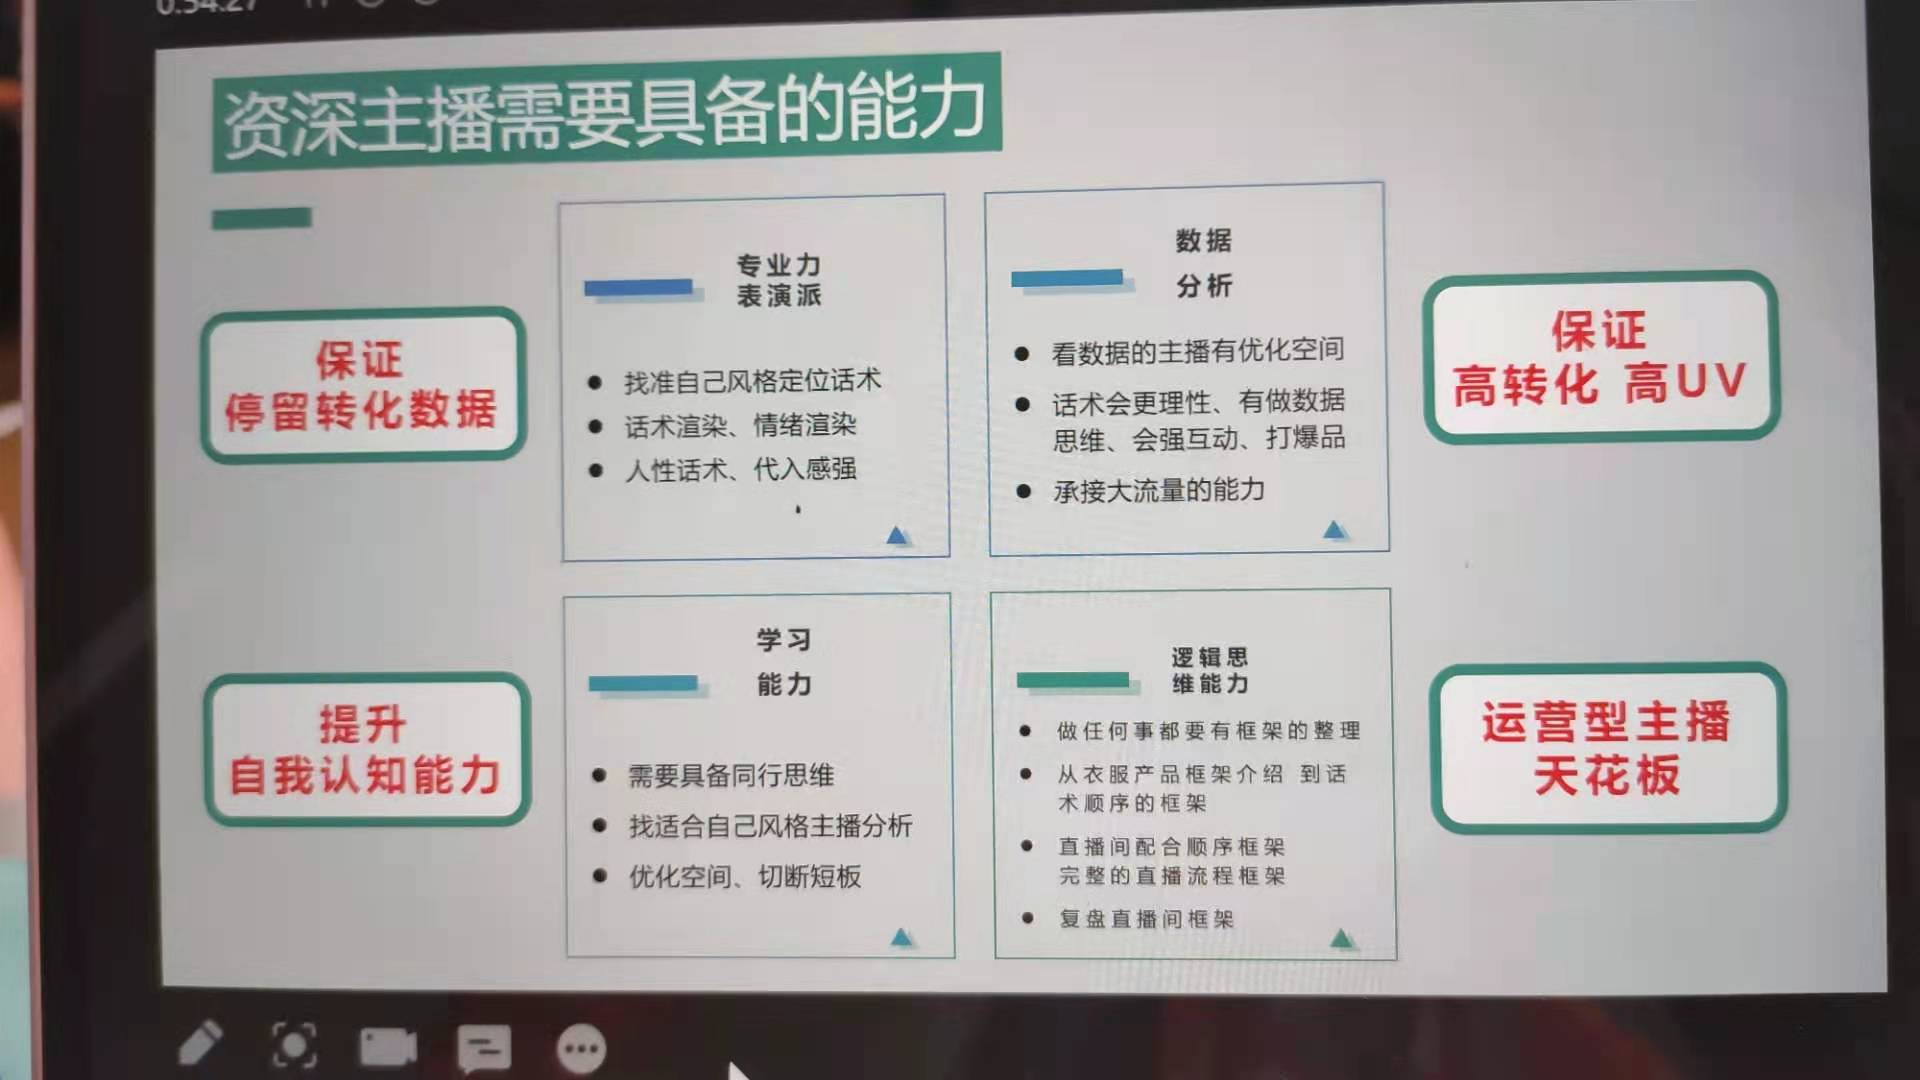 0:54:27
资深主播需要具备的能力
保证
停留转化数据
专业力
表演派
找准自己风格定位话术
话术渲染、情绪渲染
人性话术、代入感强
数据
分析
看数据的主播有优化空间
话术会更理性、有做数据
思维、会强互动、打爆品
承接大流量的能力
保证
高转化 高UV
提升
自我认知能力
学习
能力
需要具备同行思维
找适合自己风格主播分析
优化空间、切断短板
逻辑思
维能力
做任何事都要有框架的整理
从衣服产品框架介绍 到话
术顺序的框架
直播间配合顺序框架
完整的直播流程框架
复盘直播间框架
运营型主播
天花板